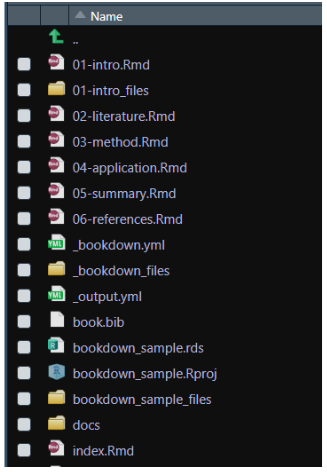 Name
..
01-intro.Rmd
01-intro_files
02-literature.Rmd
03-method.Rmd
04-application.Rmd
05-summary.Rmd
06-references.Rmd
_bookdown.yml
_bookdown_files
_output.yml
book.bib
bookdown_sample.rds
bookdown_sample.Rproj
bookdown_sample_files
docs
index.Rmd